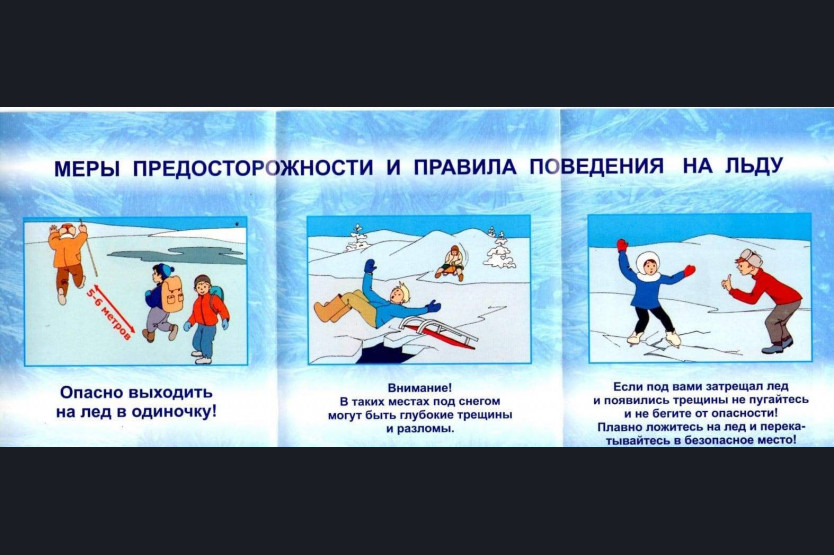 МЕРЫ ПРЕДОСТОРОЖНОСТИ И ПРАВИЛА ПОВЕДЕНИЯ НА ЛЬДУ
5-6 метров
Опасно выходить
на лед в одиночку!
Внимание!
В таких местах под снегом
могут быть глубокие трещины
и разломы.
Если под вами затрещал лед
и появились трещины не пугайтесь
и не бегите от опасности!
Плавно ложитесь на лед и перека-
тывайтесь в безопасное место!